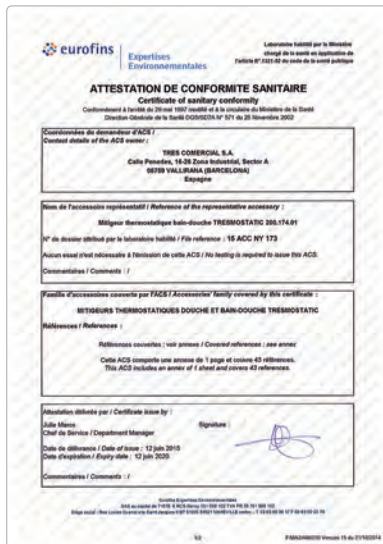 eurofins
Expertises
Environnementales
Laboratoire habilité par le Ministère
chargé de la santé en application de
l'article R*.1321-52 du code de la santé publique
ATTESTATION DE CONFORMITE SANITAIRE
Certificate of sanitary conformity
Conformément à l'arrêté du 29 mai 1997 modifié et à la circulaire du Ministère de la Santé
Direction Générale de la Santé DGS/SD7A N° 571 du 25 Novembre 2002
Coordonnées du demandeur d'ACS /
Contact details of the ACS owner :
TRES COMERCIAL S.A.
Calle Penedes, 16-26 Zona Industrial, Sector A
08759 VALLIRANA (BARCELONA)
Espagne
Nom de l'accessoire représentatif / Reference of the representative accessory :
Mitigeur thermostatique bain-douche TRESMOSTATIC 200.174.01
N° de dossier attribué par le laboratoire habilité / File reference : 15 ACC NY 173
Aucun essai n'est nécessaire à l'émission de cette ACS / No testing is required to issue this ACS.
Commentaires / Comments : /
Famille d'accessoires couverte par l'ACS / Accessories' family covered by this certificate :
MITIGEURS THERMOSTATIQUES DOUCHE ET BAIN-DOUCHE TRESMOSTATIC
Références / References :
Références couvertes : voir annexe / Covered references : see annex
Cette ACS comporte une annexe de 1 page et couvre 43 références.
This ACS includes an annex of 1 sheet and covers 43 references.
Attestation délivrée par / Certificate issue by :
Julie Maros
Signature :
Chef de Service / Department Manager
Date de délivrance / Date of issue : 12 juin 2015
Date d'expiration / Expiry date : 12 juin 2020
Commentaires / Comments : /
Eurofins Expertises Environnementales
1/2